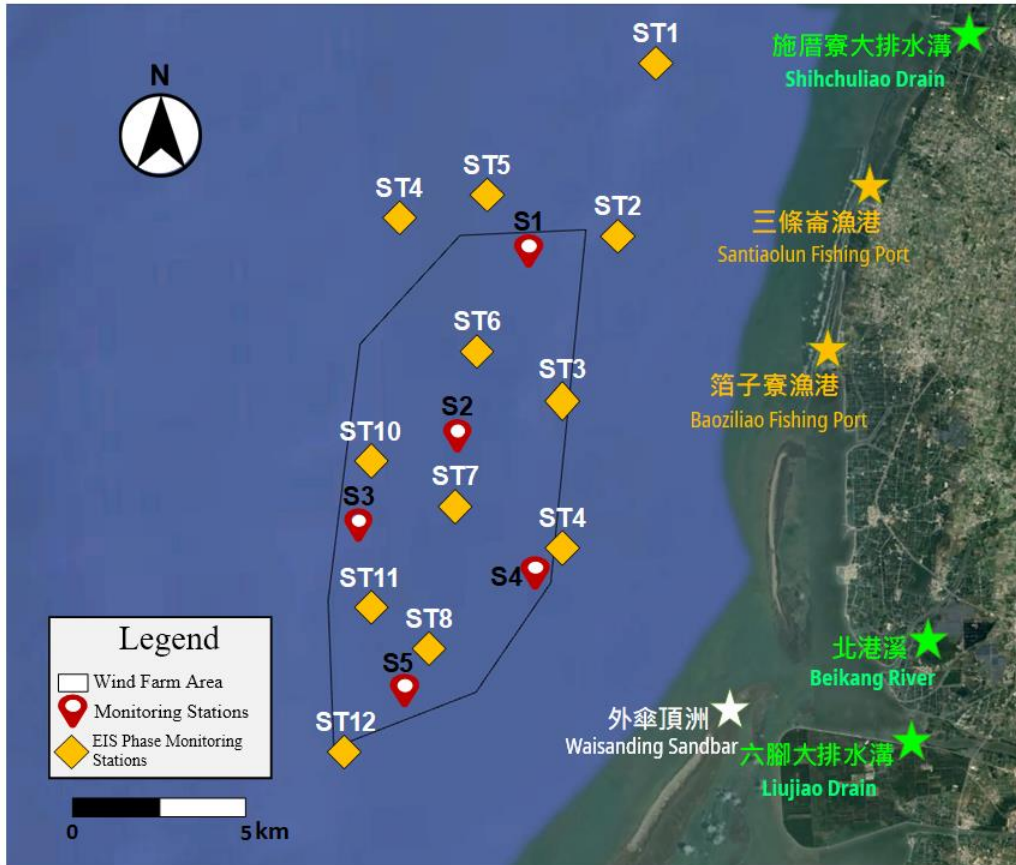 ST1
施厝寮大排水溝
Shihchuliao Drain
N
ST5
ST4
S1
ST2
三條崙漁港
Santiaolun Fishing Port
ST6
ST3
箔子寮漁港
Baoziliao Fishing Port
S2
ST10
ST7
S3
ST4
S4
ST11
ST8
S5
ST12
北港溪
Beikang River
外傘頂洲
Waisanding Sandbar
六腳大排水溝
Liujiao Drain
Legend
Wind Farm Area
Monitoring Stations
EIS Phase Monitoring
Stations
0 5 km